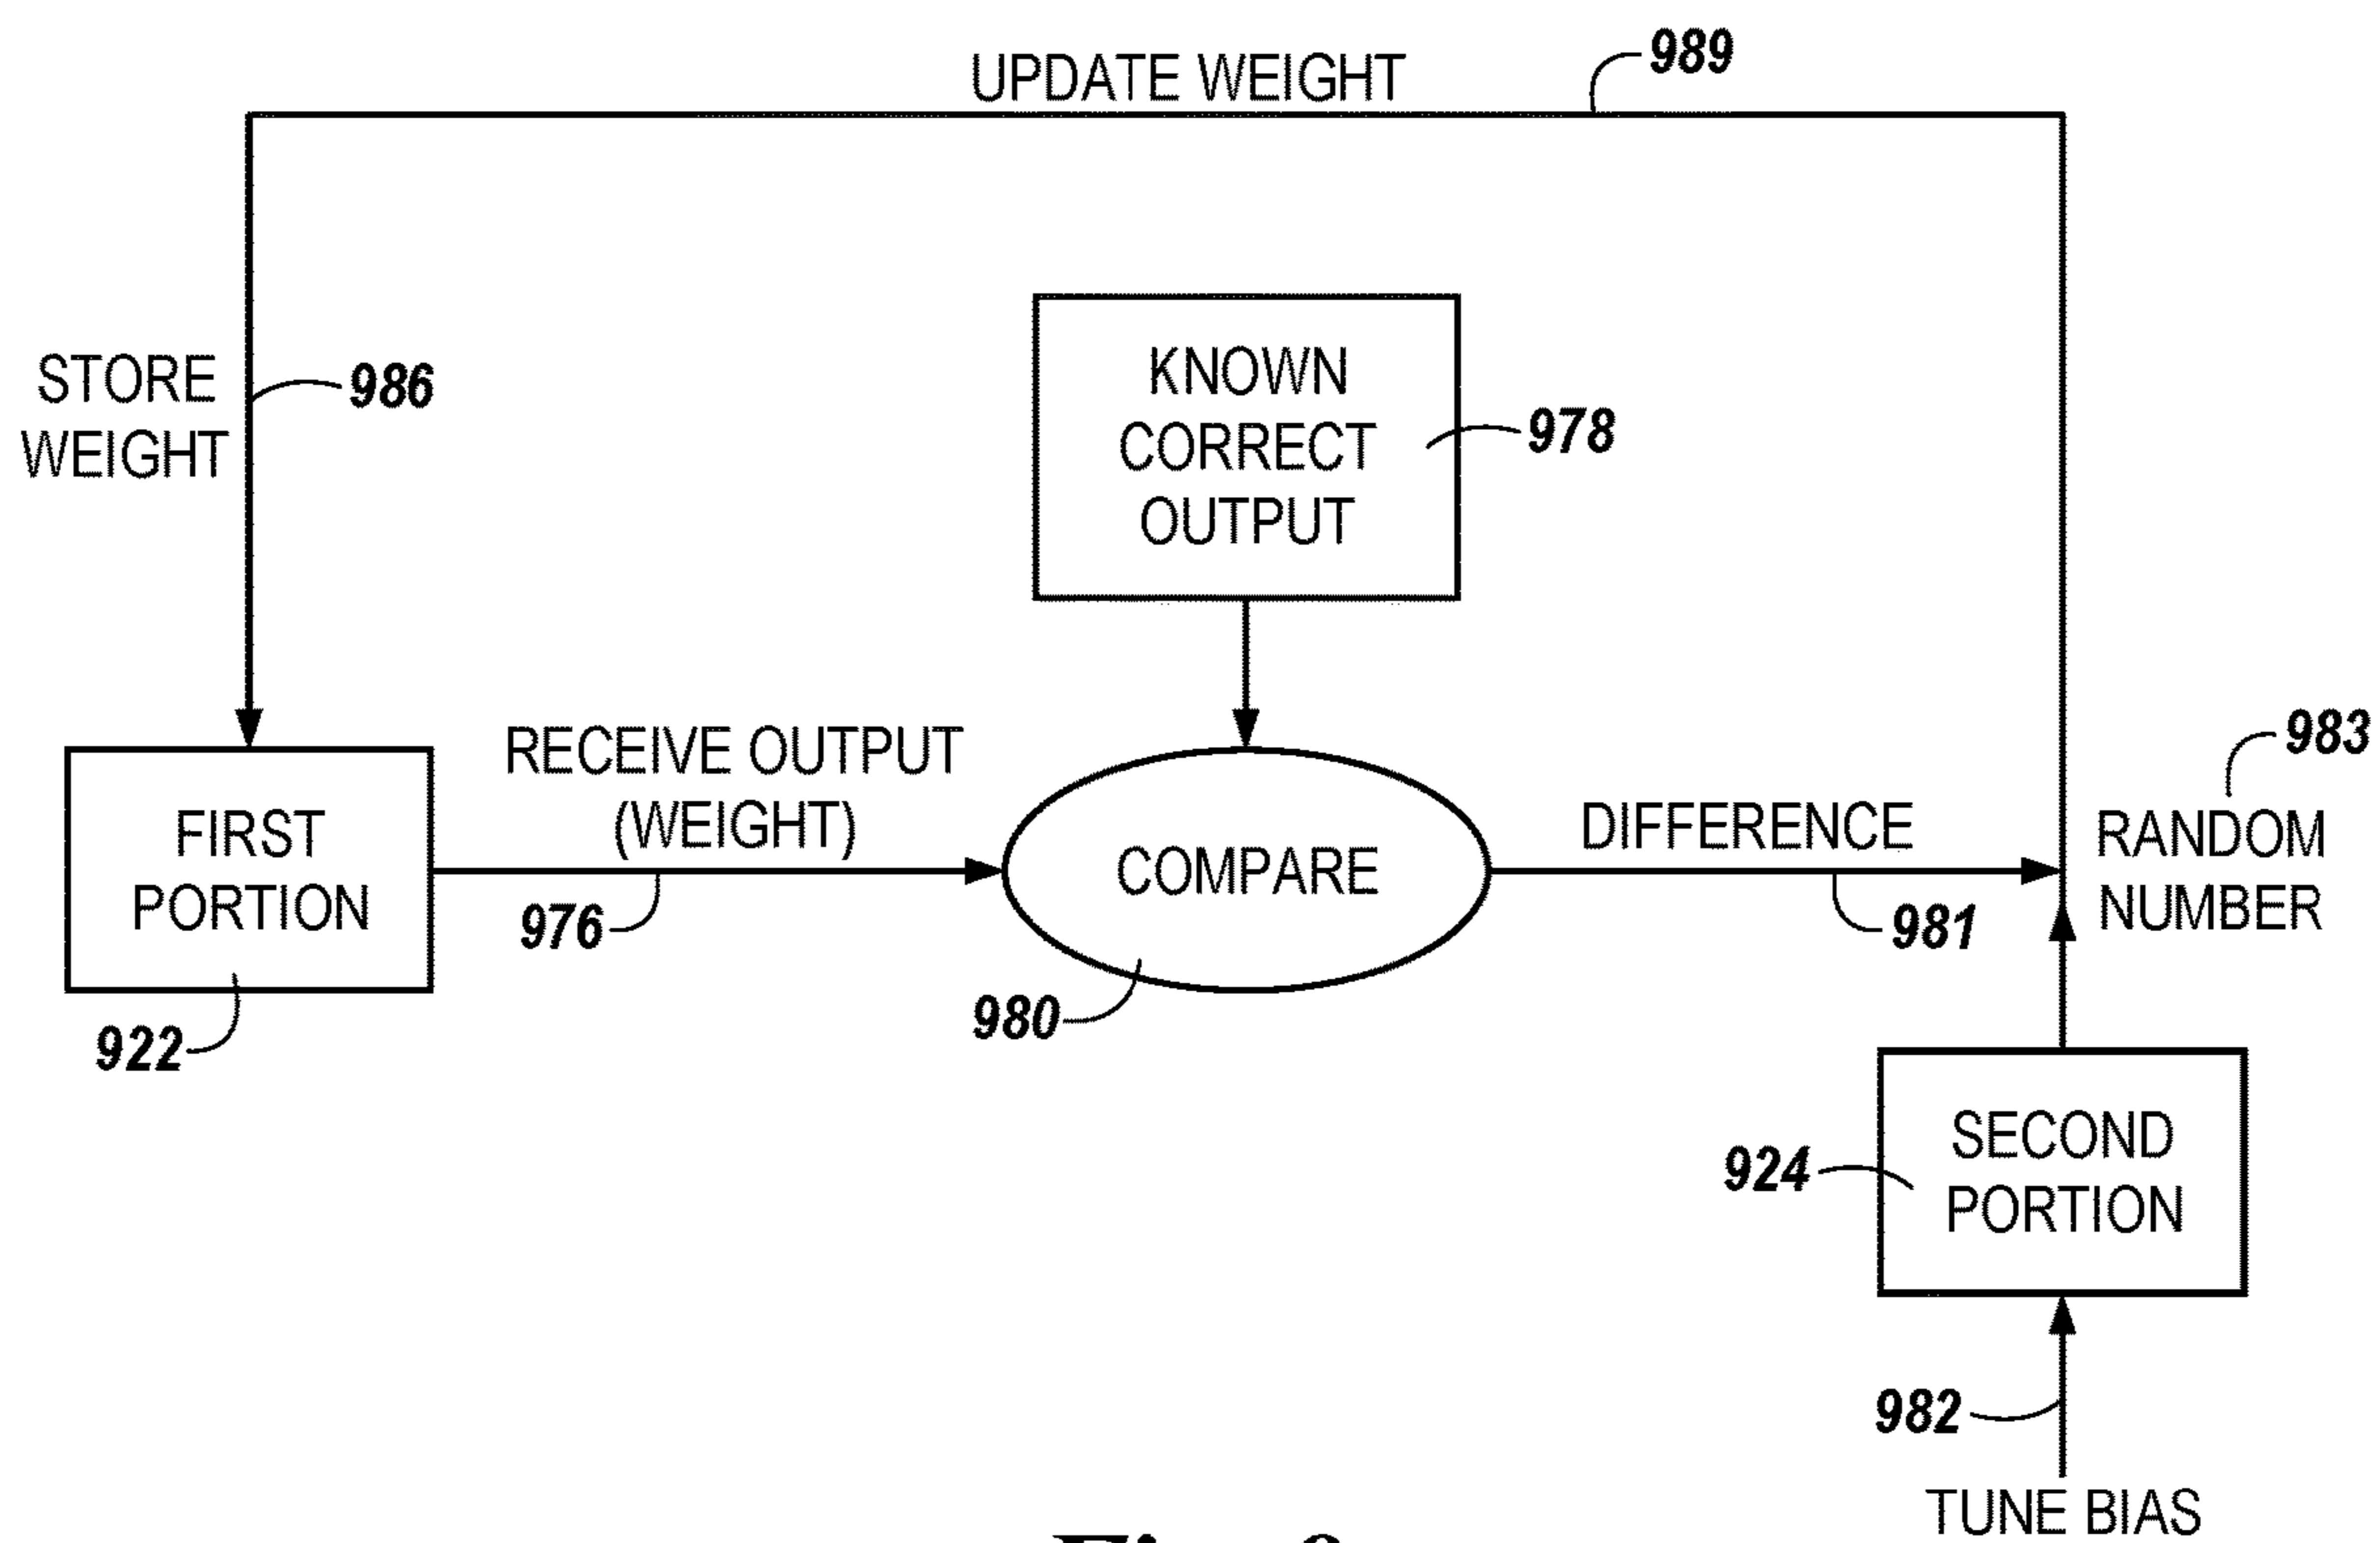 UPDATE WEIGHT
989
STORE
WEIGHT
986
KNOWN
CORRECT
OUTPUT
978
RECEIVE OUTPUT
(WEIGHT)
976
FIRST
PORTION
922
COMPARE
980
DIFFERENCE
981
983
RANDOM
NUMBER
SECOND
PORTION
924
982
TUNE BIAS